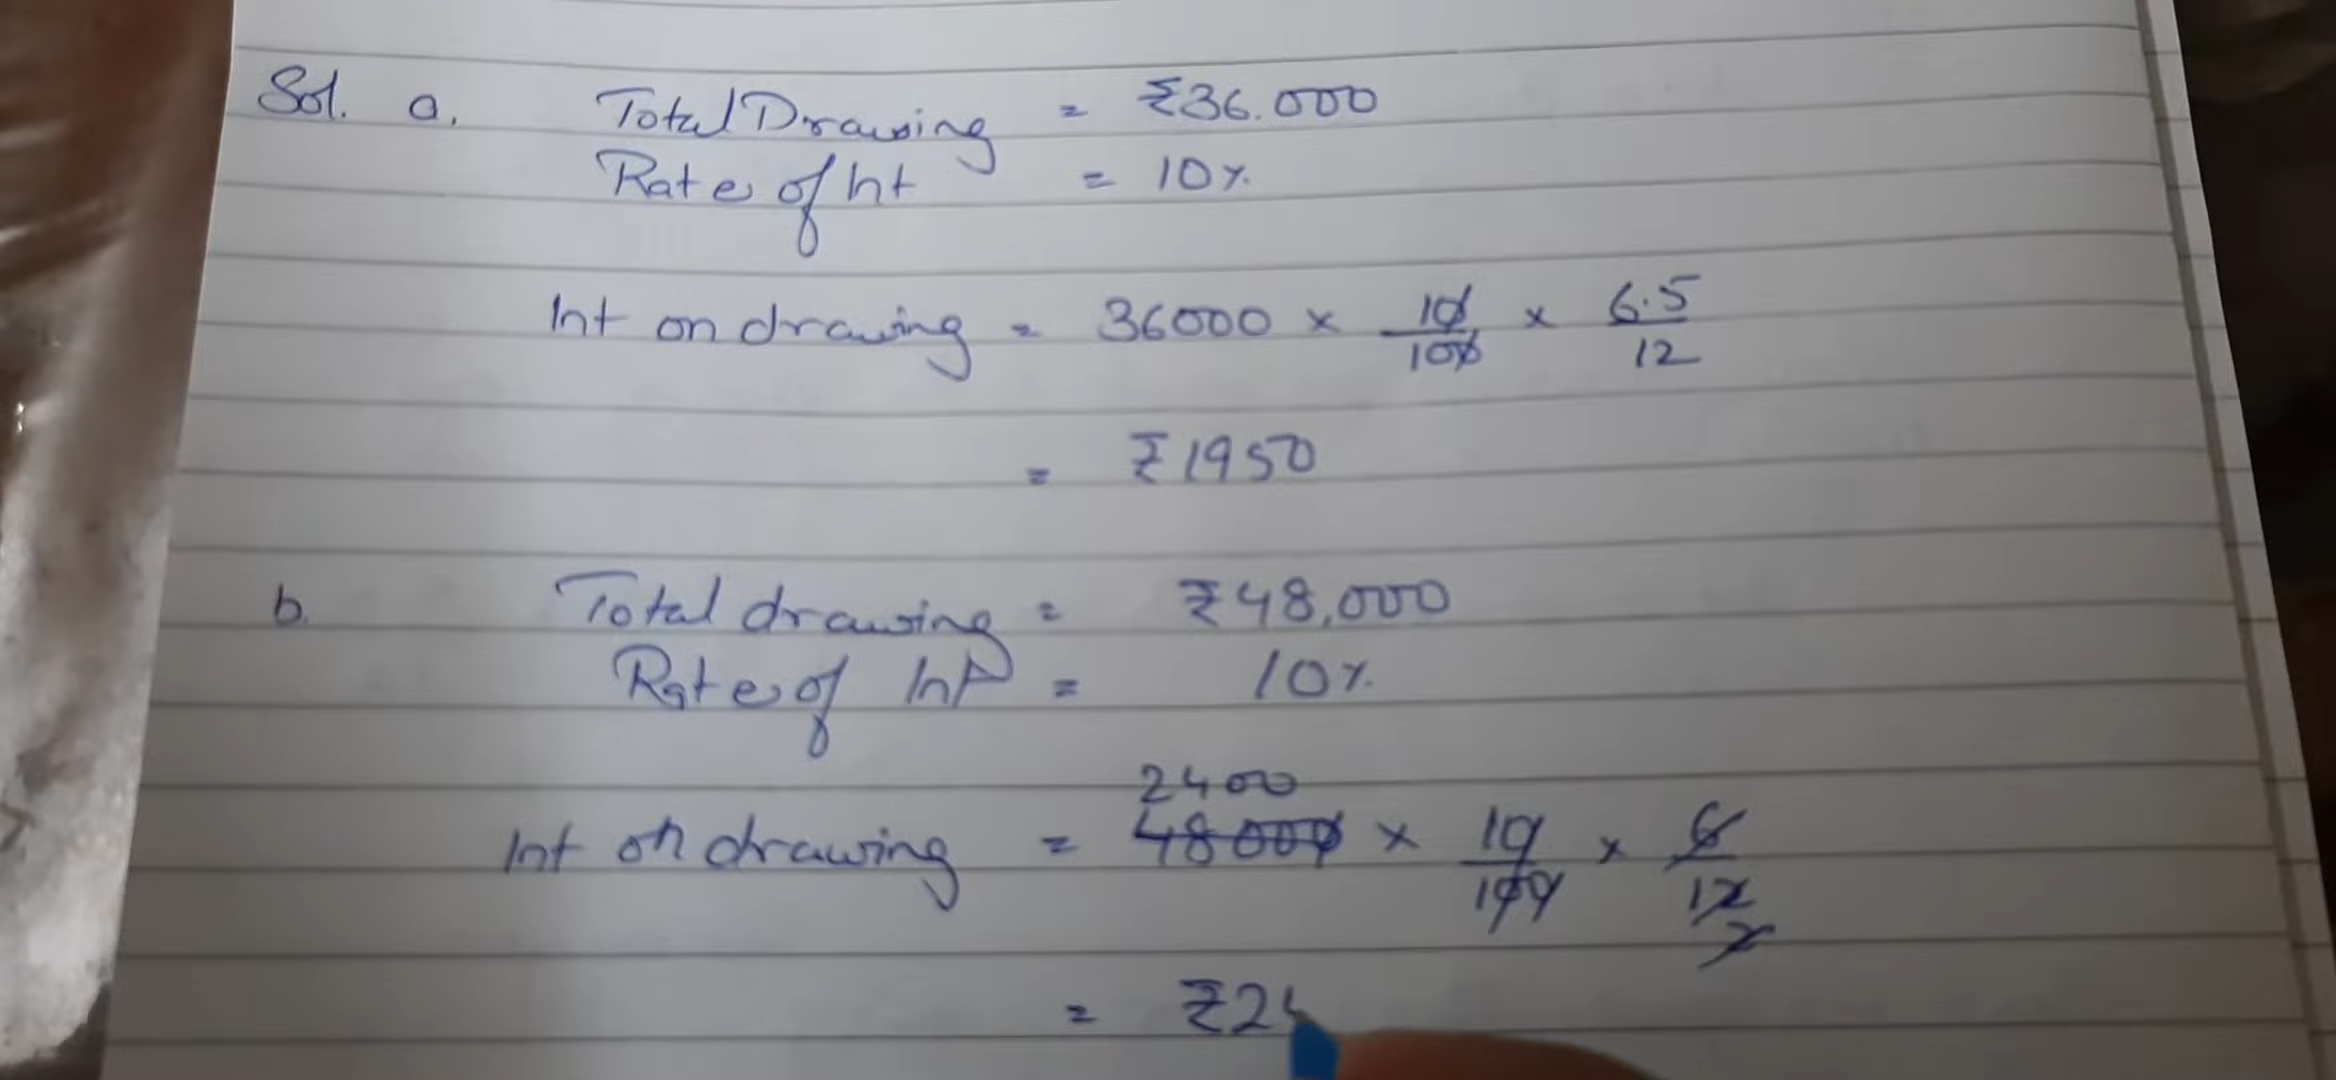 Sol. a. Total Drawing = ₹36.000
Rate of Int = 10%
Int on drawing = 36000 × 10/100 × 6.5/12
= ₹1950
b. Total drawing = ₹48,000
Rate of Int = 10%
2400
Int on drawing = 48000 × 10/100 × 6/12
2
= ₹24